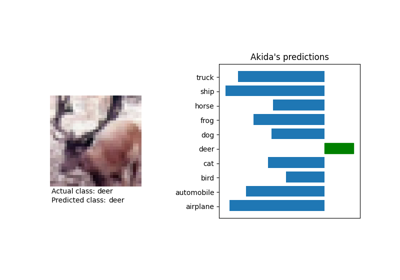 Akida's predictions
truck
ship
horse
frog
dog
deer
cat
bird
automobile
airplane
Actual class: deer
Predicted class: deer